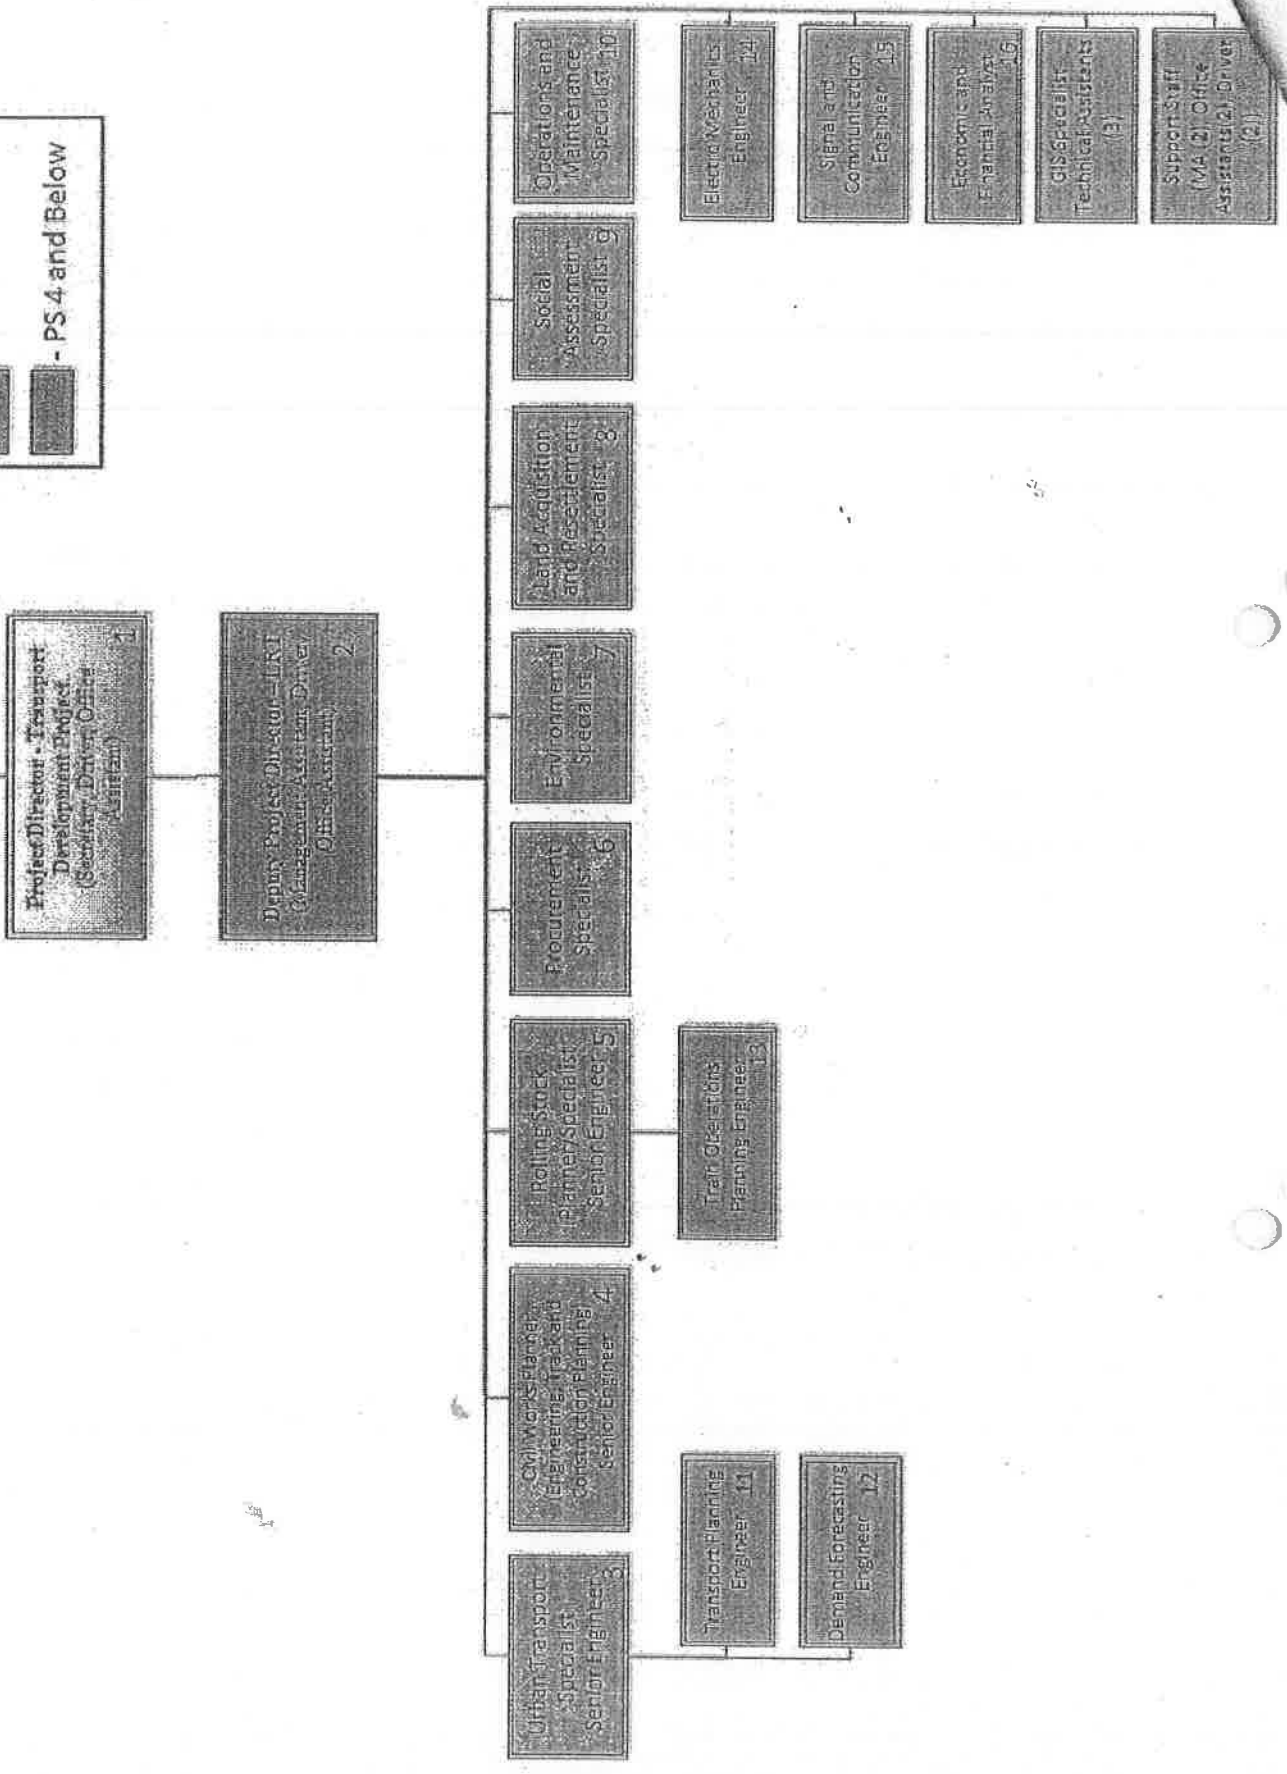 - PS 4 and Below
Project Director - Transport
Development Project
(Secretary, Driver, Office
Assistant)
1
Deputy Project Director – LRT
(Management Assistant, Driver,
Office Assistant)
2
Urban Transport
Specialist
Senior Engineer 3
Civil Works Planner
(Engineering, Track and
Construction Planning
Senior Engineer 4
Rolling Stock
(Planner/Specialist
Senior Engineer 5
Procurement
Specialist 6
Environmental
Specialist 7
Land Acquisition
and Resettlement
Specialist 8
Social
Assessment
Specialist 9
Operations and
(Maintenance)
Specialist 10
Transport Planning
Engineer 11
Demand Forecasting
Engineer 12
Train Operations
Planning Engineer
13
Electro Mechanics
Engineer 14
Signal and
Communication
Engineer 15
Economic and
Financial Analyst
16
GIS Specialist
Technical Assistants
(3)
Support Staff
(MA (2), Office
Assistants(2), Driver
(2))